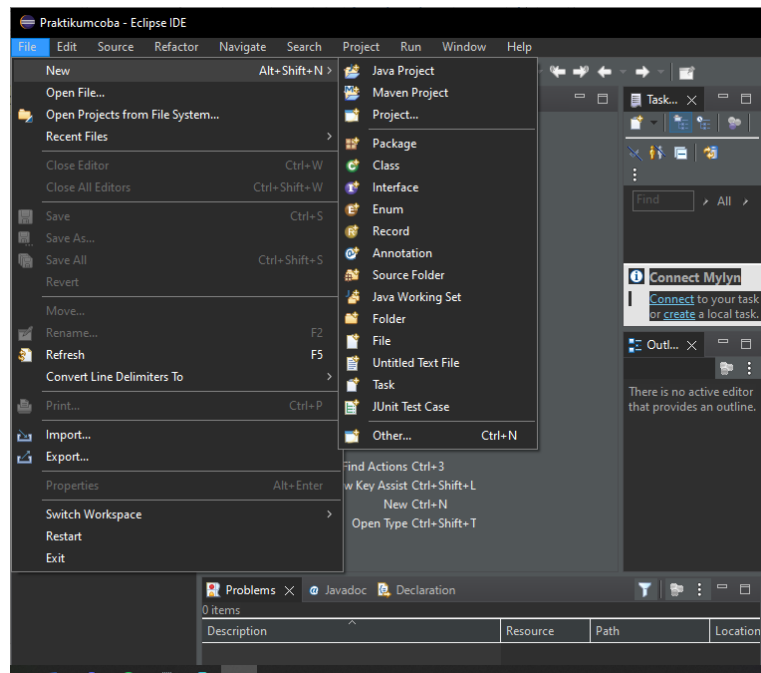 Praktikumcoba - Eclipse IDE
File Edit Source Refactor Navigate Search Project Run Window Help
New Alt+Shift+N >
Open File...
Open Projects from File System...
Recent Files >
Close Editor Ctrl+W
Close All Editors Ctrl+Shift+W
Save Ctrl+S
Save As...
Save All Ctrl+Shift+S
Revert
Move...
Rename... F2
Refresh F5
Convert Line Delimiters To >
Print... Ctrl+P
Import...
Export...
Properties Alt+Enter
Switch Workspace >
Restart
Exit
Java Project
Maven Project
Project...
Package
Class
Interface
Enum
Record
Annotation
Source Folder
Java Working Set
Folder
File
Untitled Text File
Task
JUnit Test Case
Other... Ctrl+N
Find Actions Ctrl+3
w Key Assist Ctrl+Shift+L
New Ctrl+N
Open Type Ctrl+Shift+T
Task...
Find All
Connect Mylyn
Connect to your task
or create a local task.
Outl...
There is no active editor
that provides an outline.
Problems Javadoc Declaration
0 items
Description Resource Path Location